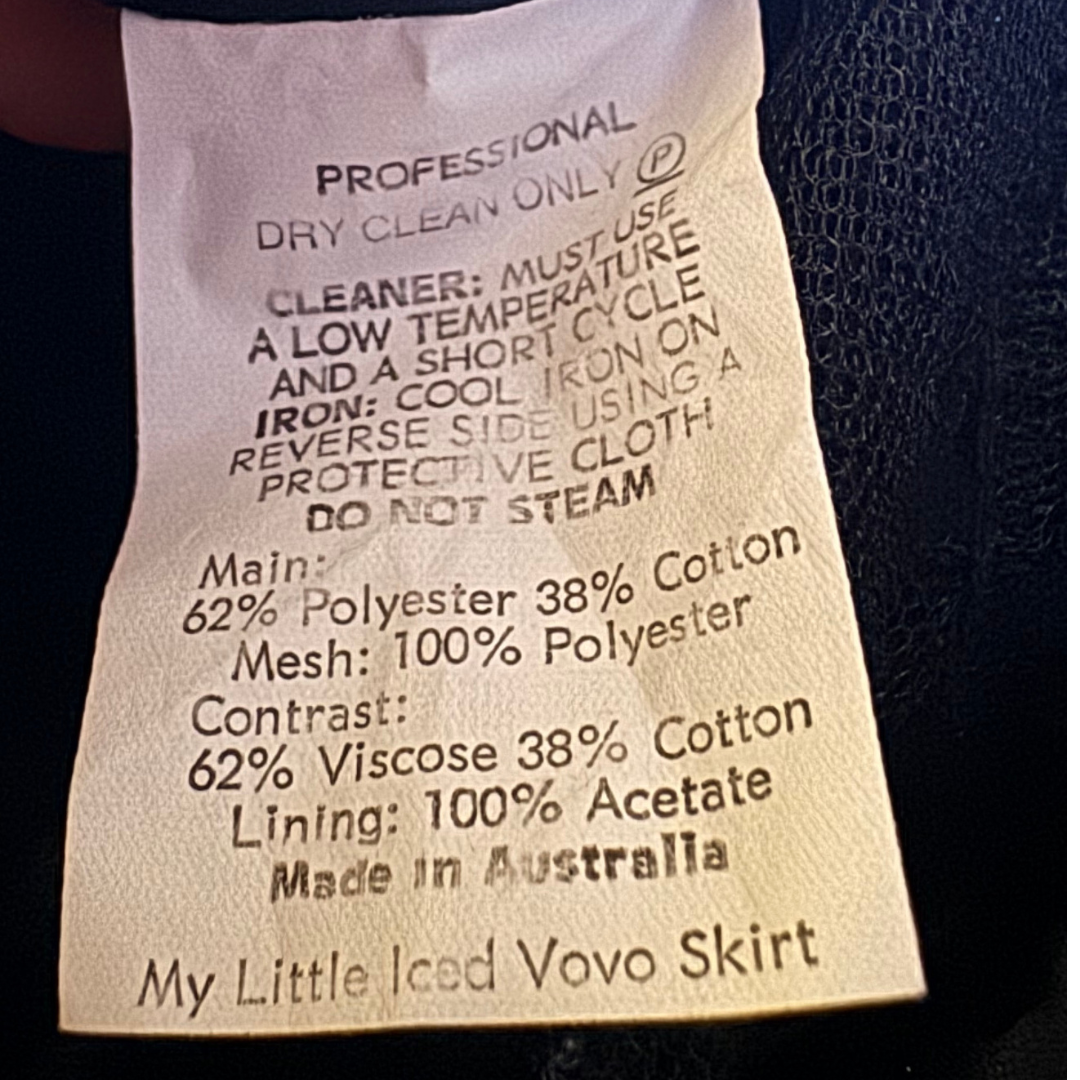 PROFESSIONAL
DRY CLEAN ONLY Ⓟ
CLEANER: MUST USE
A LOW TEMPERATURE
AND A SHORT CYCLE
IRON: COOL IRON ON
REVERSE SIDE USING A
PROTECTIVE CLOTH
DO NOT STEAM
Main:
62% Polyester 38% Cotton
Mesh: 100% Polyester
Contrast:
62% Viscose 38% Cotton
Lining: 100% Acetate
Made in Australia
My Little Iced Vovo Skirt